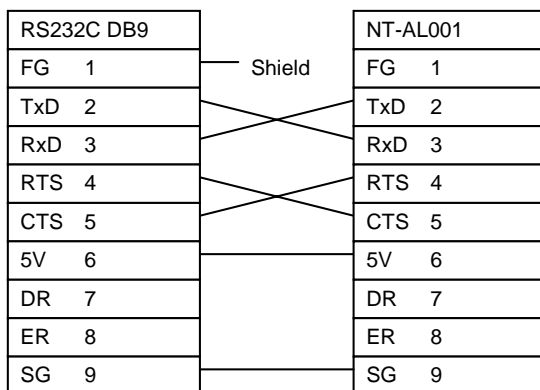 RS232C DB9 NT-AL001
FG 1 Shield FG 1
TxD 2 TxD 2
RxD 3 RxD 3
RTS 4 RTS 4
CTS 5 CTS 5
5V 6 5V 6
DR 7 DR 7
ER 8 ER 8
SG 9 SG 9